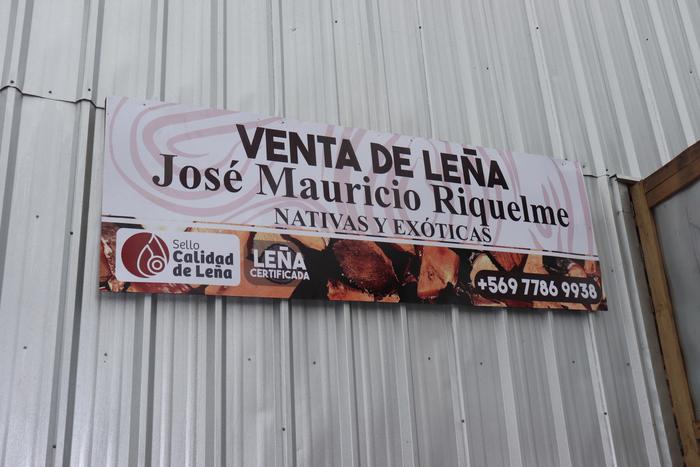 VENTA DE LEÑA
José Mauricio Riquelme
NATIVAS Y EXÓTICAS
Sello
Calidad
de Leña
LEÑA
CERTIFICADA
+569 7786 9938